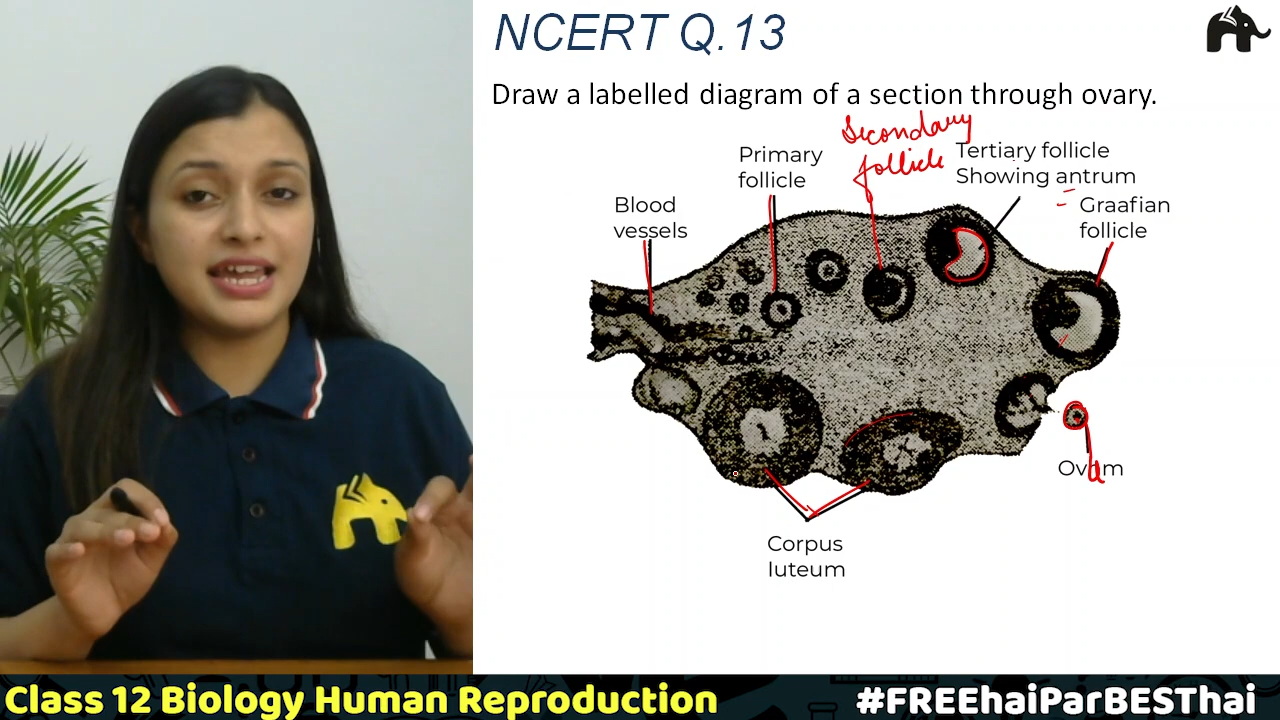 NCERT Q.13
Draw a labelled diagram of a section through ovary.
Secondary
follicle
Primary
follicle
Tertiary follicle
Showing antrum
Blood
vessels
Graafian
follicle
Ovum
Corpus
luteum
Class 12 Biology Human Reproduction
#FREEhaiParBESThai